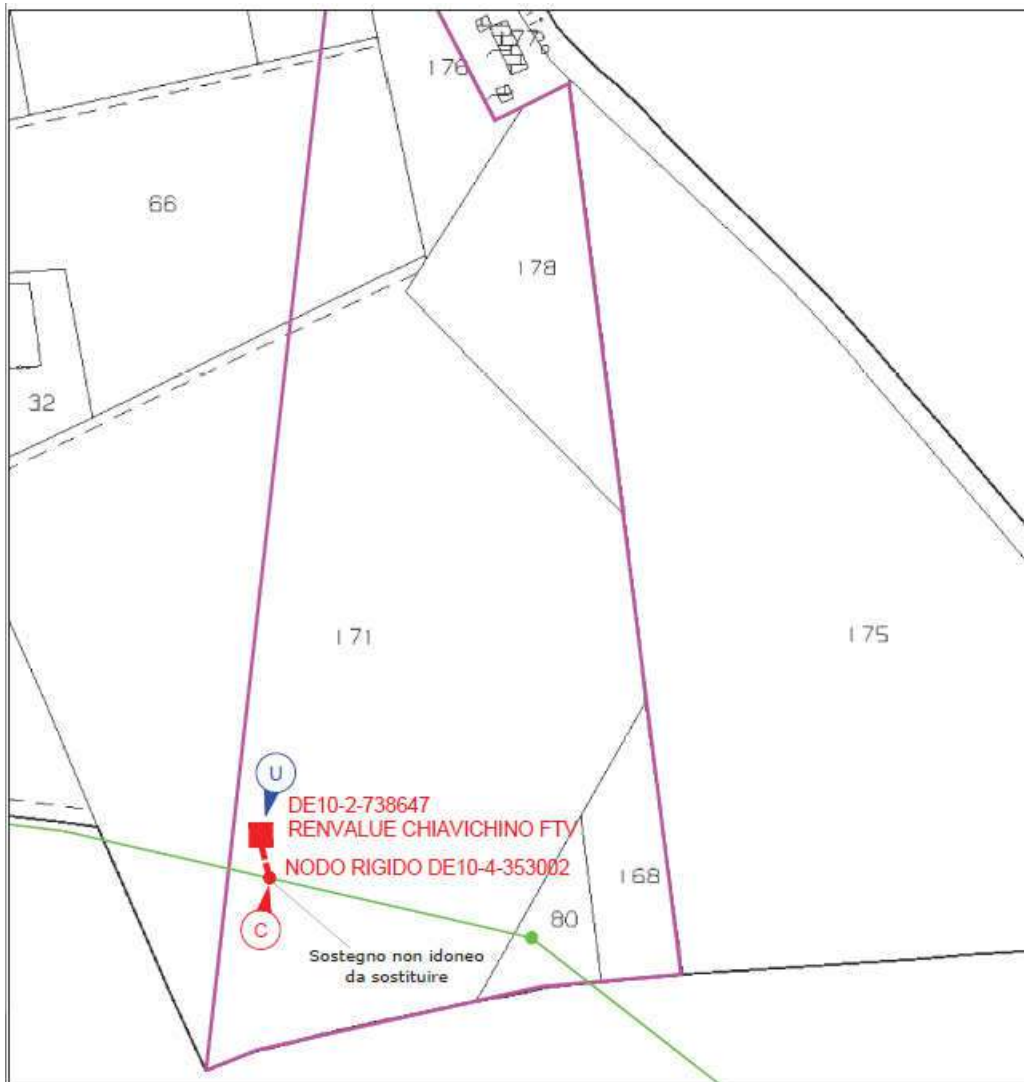 176
66
178
32
171
175
U
DE10-2-738647
RENVALUE CHIAVICHINO FTV
NODO RIGIDO DE10-4-353002
168
80
C
Sostegno non idoneo
da sostituire